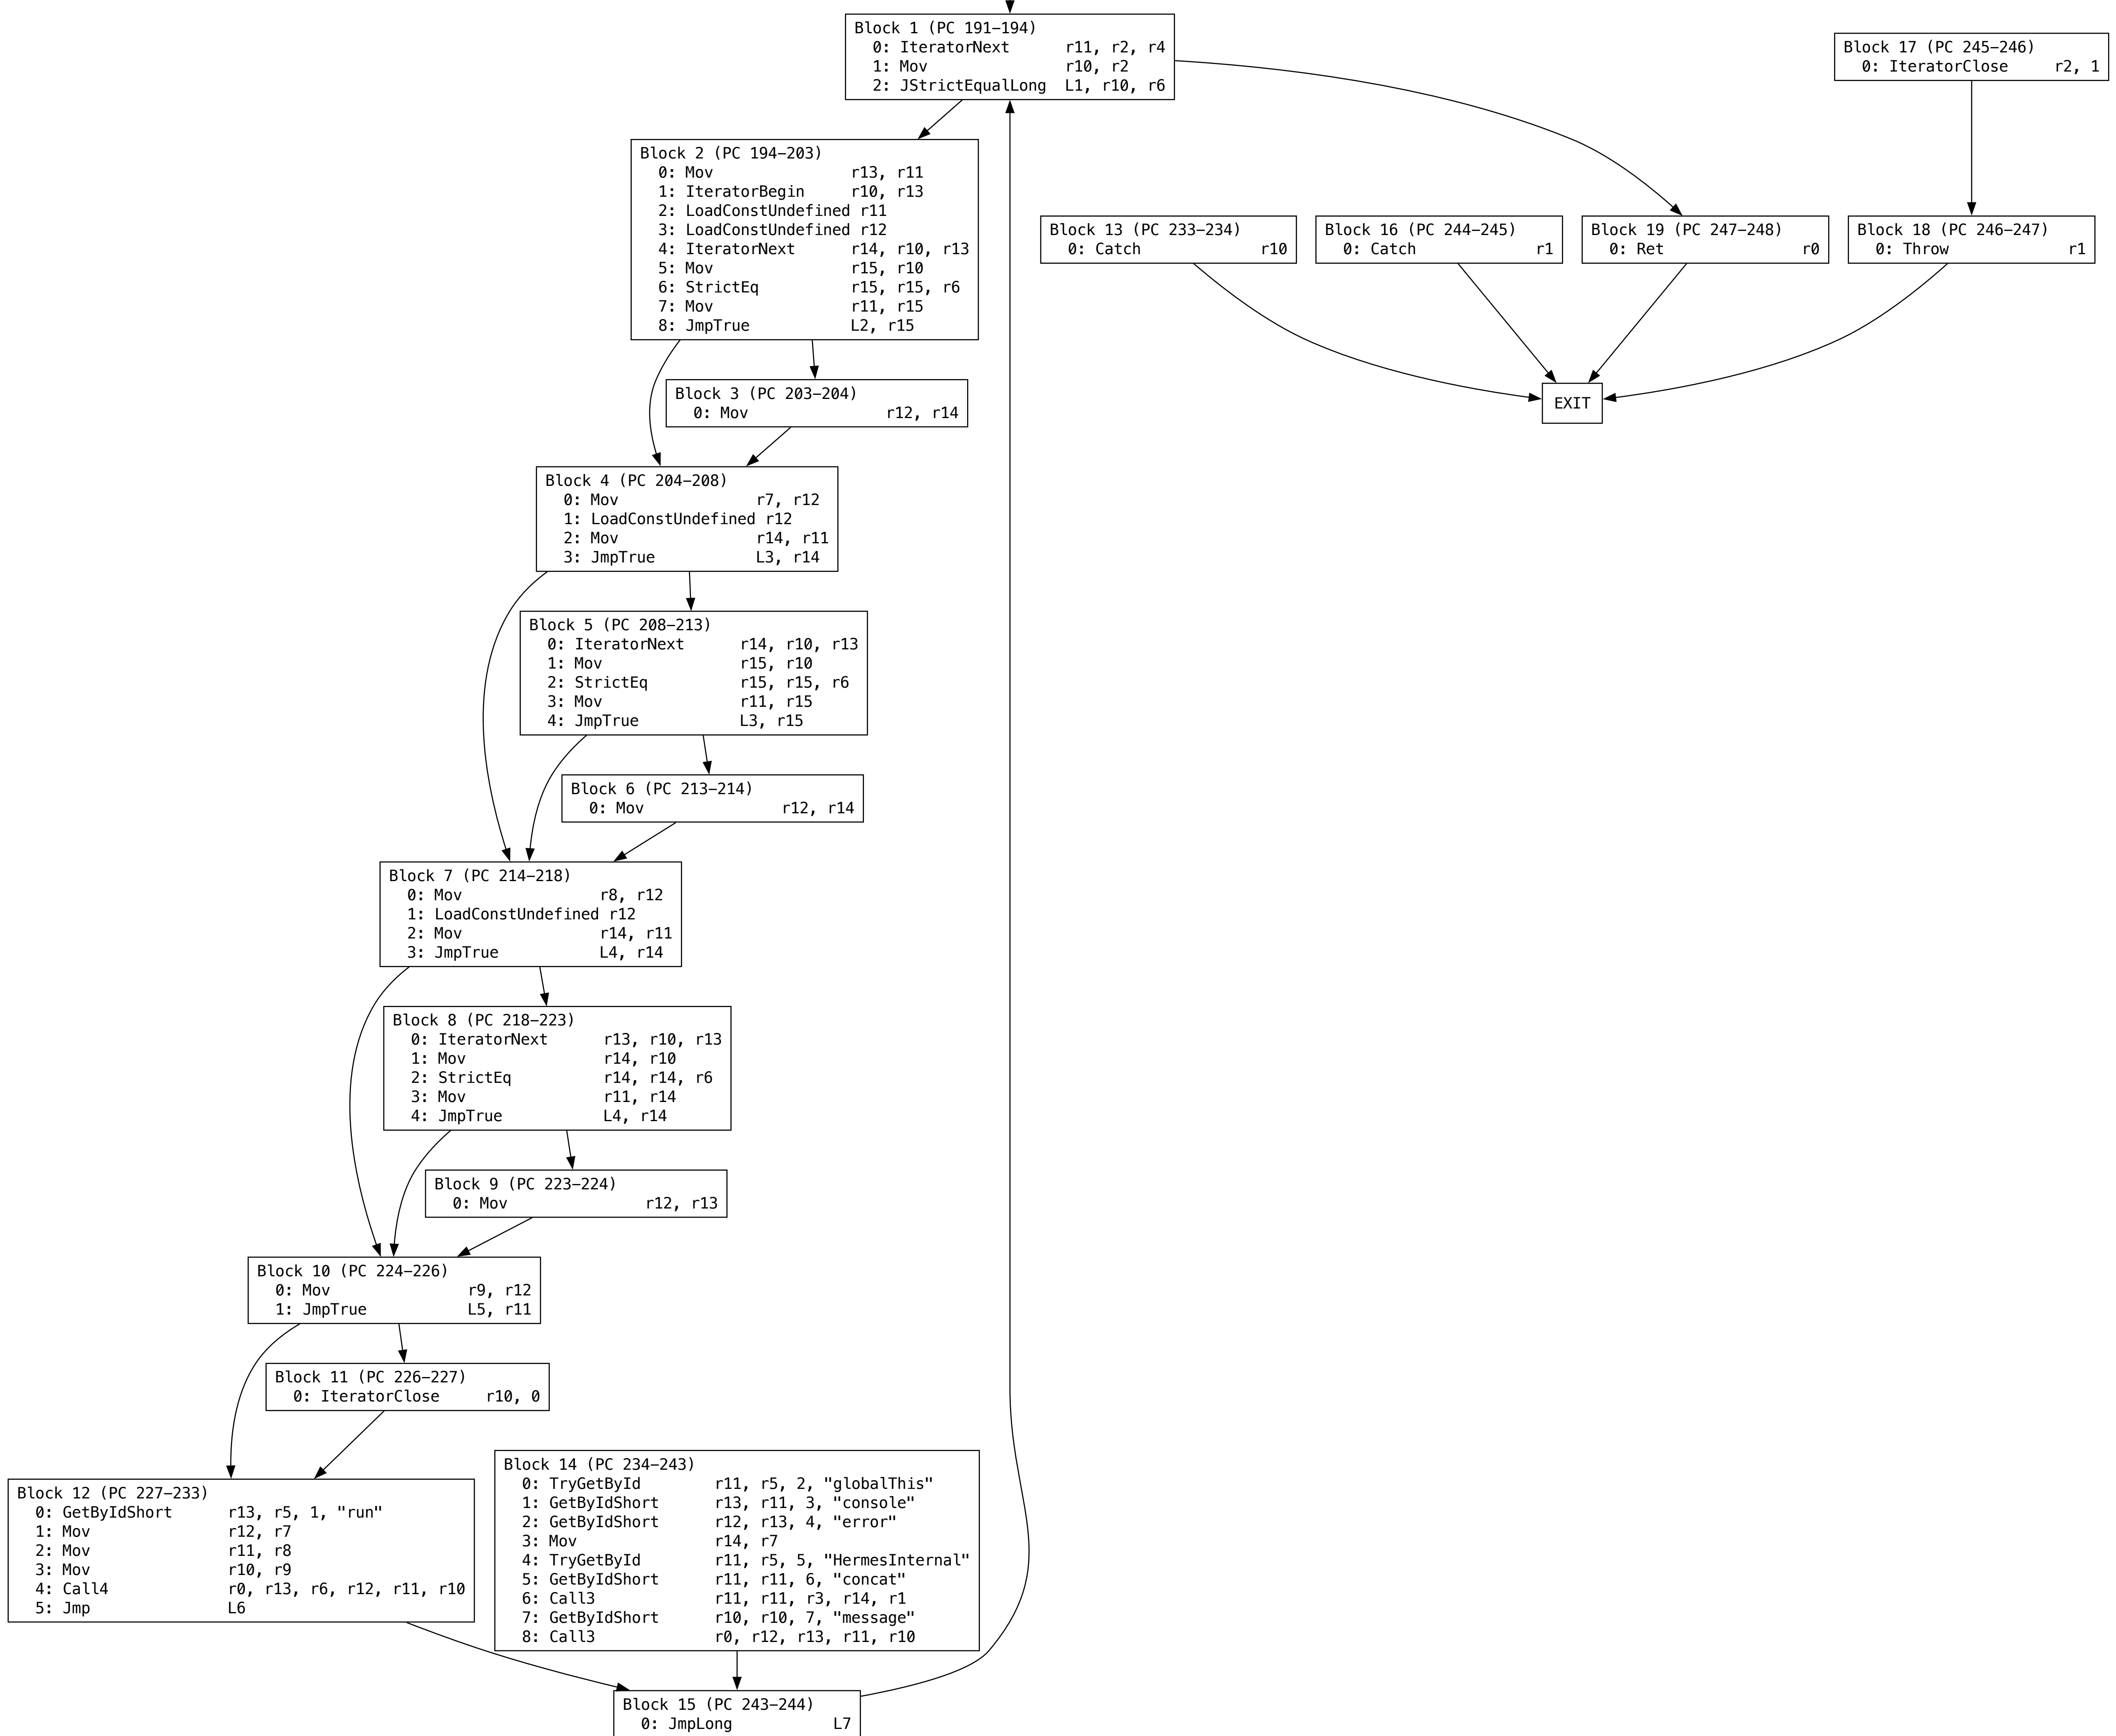 Block 1 (PC 191–194)
0: IteratorNext r11, r2, r4
1: Mov r10, r2
2: JStrictEqualLong L1, r10, r6
Block 17 (PC 245–246)
0: IteratorClose r2, 1
Block 2 (PC 194–203)
0: Mov r13, r11
1: IteratorBegin r10, r13
2: LoadConstUndefined r11
3: LoadConstUndefined r12
4: IteratorNext r14, r10, r13
5: Mov r15, r10
6: StrictEq r15, r15, r6
7: Mov r11, r15
8: JmpTrue L2, r15
Block 13 (PC 233–234)
0: Catch r10
Block 16 (PC 244–245)
0: Catch r1
Block 19 (PC 247–248)
0: Ret r0
Block 18 (PC 246–247)
0: Throw r1
EXIT
Block 3 (PC 203–204)
0: Mov r12, r14
Block 4 (PC 204–208)
0: Mov r7, r12
1: LoadConstUndefined r12
2: Mov r14, r11
3: JmpTrue L3, r14
Block 5 (PC 208–213)
0: IteratorNext r14, r10, r13
1: Mov r15, r10
2: StrictEq r15, r15, r6
3: Mov r11, r15
4: JmpTrue L3, r15
Block 6 (PC 213–214)
0: Mov r12, r14
Block 7 (PC 214–218)
0: Mov r8, r12
1: LoadConstUndefined r12
2: Mov r14, r11
3: JmpTrue L4, r14
Block 8 (PC 218–223)
0: IteratorNext r13, r10, r13
1: Mov r14, r10
2: StrictEq r14, r14, r6
3: Mov r11, r14
4: JmpTrue L4, r14
Block 9 (PC 223–224)
0: Mov r12, r13
Block 10 (PC 224–226)
0: Mov r9, r12
1: JmpTrue L5, r11
Block 11 (PC 226–227)
0: IteratorClose r10, 0
Block 12 (PC 227–233)
0: GetByIdShort r13, r5, 1, "run"
1: Mov r12, r7
2: Mov r11, r8
3: Mov r10, r9
4: Call4 r0, r13, r6, r12, r11, r10
5: Jmp L6
Block 14 (PC 234–243)
0: TryGetById r11, r5, 2, "globalThis"
1: GetByIdShort r13, r11, 3, "console"
2: GetByIdShort r12, r13, 4, "error"
3: Mov r14, r7
4: TryGetById r11, r5, 5, "HermesInternal"
5: GetByIdShort r11, r11, 6, "concat"
6: Call3 r11, r11, r3, r14, r1
7: GetByIdShort r10, r10, 7, "message"
8: Call3 r0, r12, r13, r11, r10
Block 15 (PC 243–244)
0: JmpLong L7